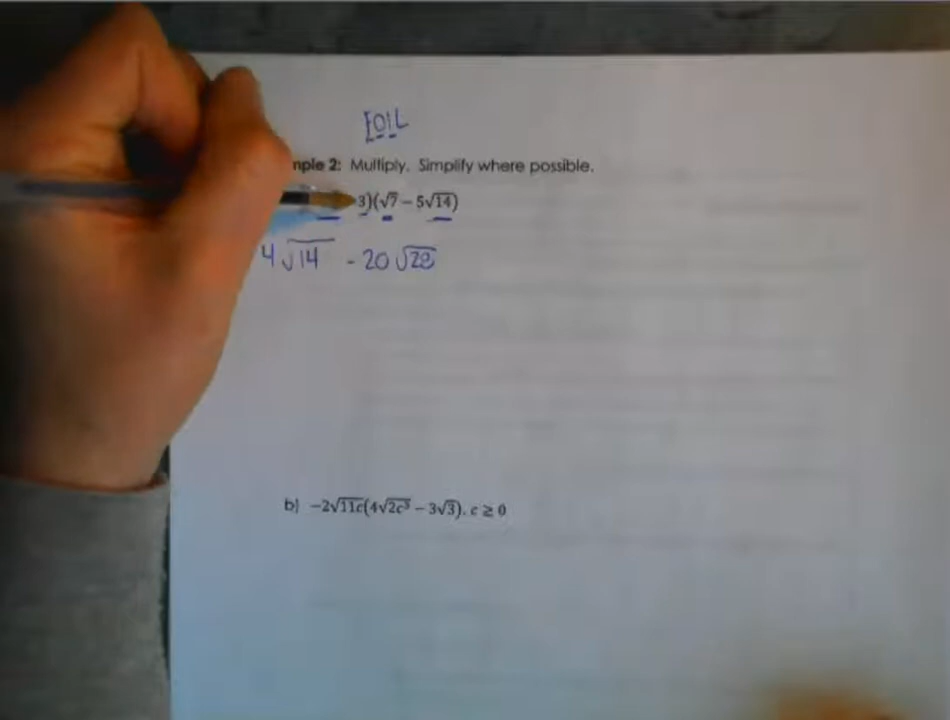 FOIL
mple 2: Multiply. Simplify where possible.
3)(√7 − 5√14)
4√14 - 20√28
b) −2√11c(4√2c³ − 3√3), c ≥ 0